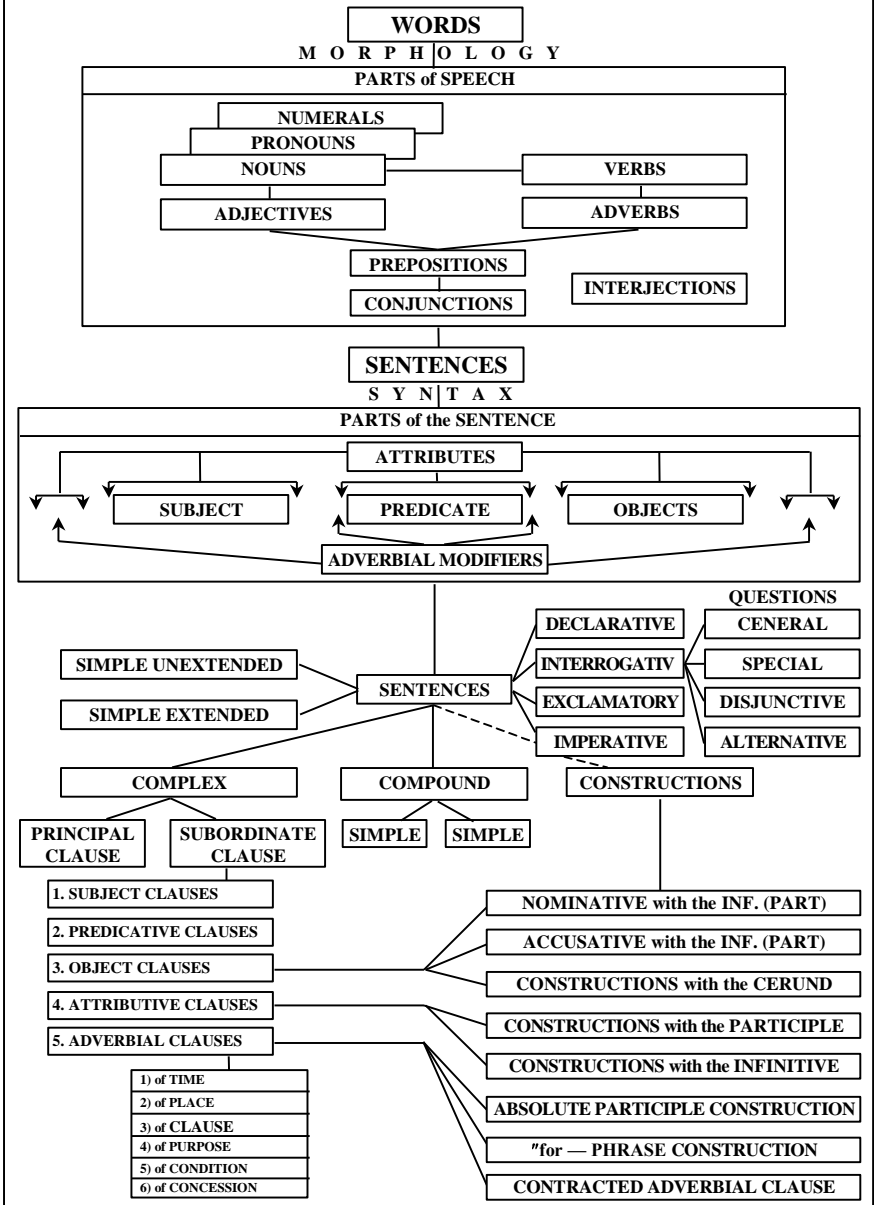 WORDS
M O R P H O L O G Y
PARTS of SPEECH
NUMERALS
PRONOUNS
NOUNS
VERBS
ADJECTIVES
ADVERBS
PREPOSITIONS
INTERJECTIONS
CONJUNCTIONS
SENTENCES
S Y N T A X
PARTS of the SENTENCE
ATTRIBUTES
SUBJECT
PREDICATE
OBJECTS
ADVERBIAL MODIFIERS
QUESTIONS
DECLARATIVE
CENERAL
SIMPLE UNEXTENDED
INTERROGATIV
SPECIAL
SENTENCES
SIMPLE EXTENDED
EXCLAMATORY
DISJUNCTIVE
IMPERATIVE
ALTERNATIVE
COMPLEX
COMPOUND
CONSTRUCTIONS
PRINCIPAL
CLAUSE
SUBORDINATE
CLAUSE
SIMPLE
SIMPLE
1. SUBJECT CLAUSES
2. PREDICATIVE CLAUSES
3. OBJECT CLAUSES
4. ATTRIBUTIVE CLAUSES
5. ADVERBIAL CLAUSES
1) of TIME
2) of PLACE
3) of CLAUSE
4) of PURPOSE
5) of CONDITION
6) of CONCESSION
NOMINATIVE with the INF. (PART)
ACCUSATIVE with the INF. (PART)
CONSTRUCTIONS with the CERUND
CONSTRUCTIONS with the PARTICIPLE
CONSTRUCTIONS with the INFINITIVE
ABSOLUTE PARTICIPLE CONSTRUCTION
"for — PHRASE CONSTRUCTION
CONTRACTED ADVERBIAL CLAUSE